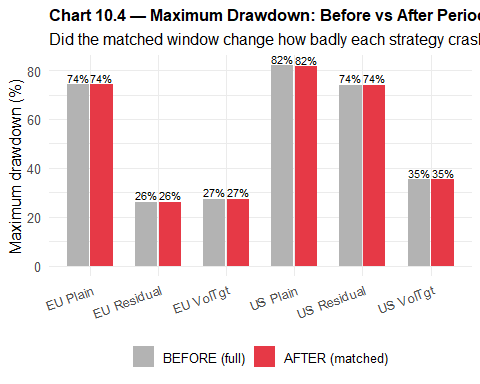 Chart 10.4 — Maximum Drawdown: Before vs After Perio
Did the matched window change how badly each strategy cras
Maximum drawdown (%)
80
60
40
20
0
74% 74%
26% 26%
27% 27%
82% 82%
74% 74%
35% 35%
EU Plain
EU Residual
EU VolTgt
US Plain
US Residual
US VolTgt
BEFORE (full)
AFTER (matched)